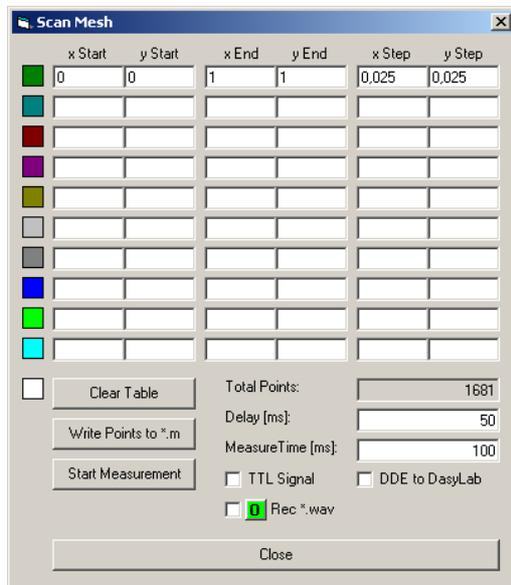 Scan Mesh
x Start y Start x End y End x Step y Step
0 0 1 1 0,025 0,025
Clear Table
Total Points: 1681
Delay [ms]: 50
Write Points to *.m
MeasureTime [ms]: 100
Start Measurement
TTL Signal DDE to DasyLab
0 Rec *.wav
Close